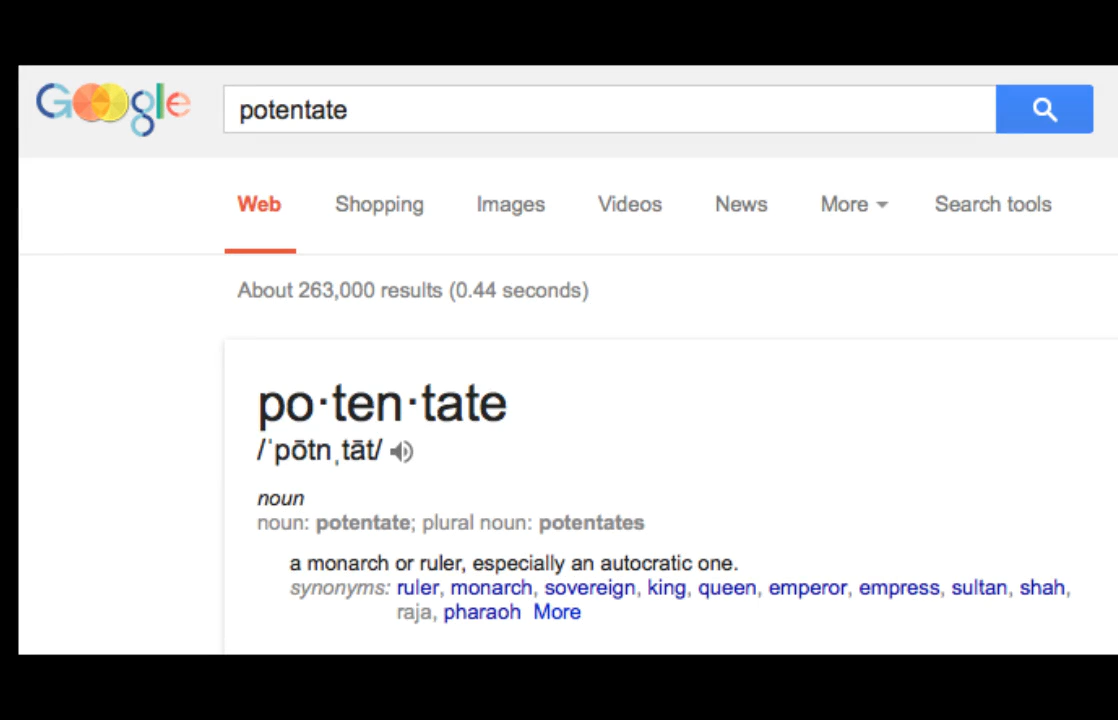 Google
potentate
Web Shopping Images Videos News More Search tools
About 263,000 results (0.44 seconds)
po·ten·tate
/ˈpōtnˌtāt/
noun
noun: potentate; plural noun: potentates
a monarch or ruler, especially an autocratic one.
synonyms: ruler, monarch, sovereign, king, queen, emperor, empress, sultan, shah,
raja, pharaoh More